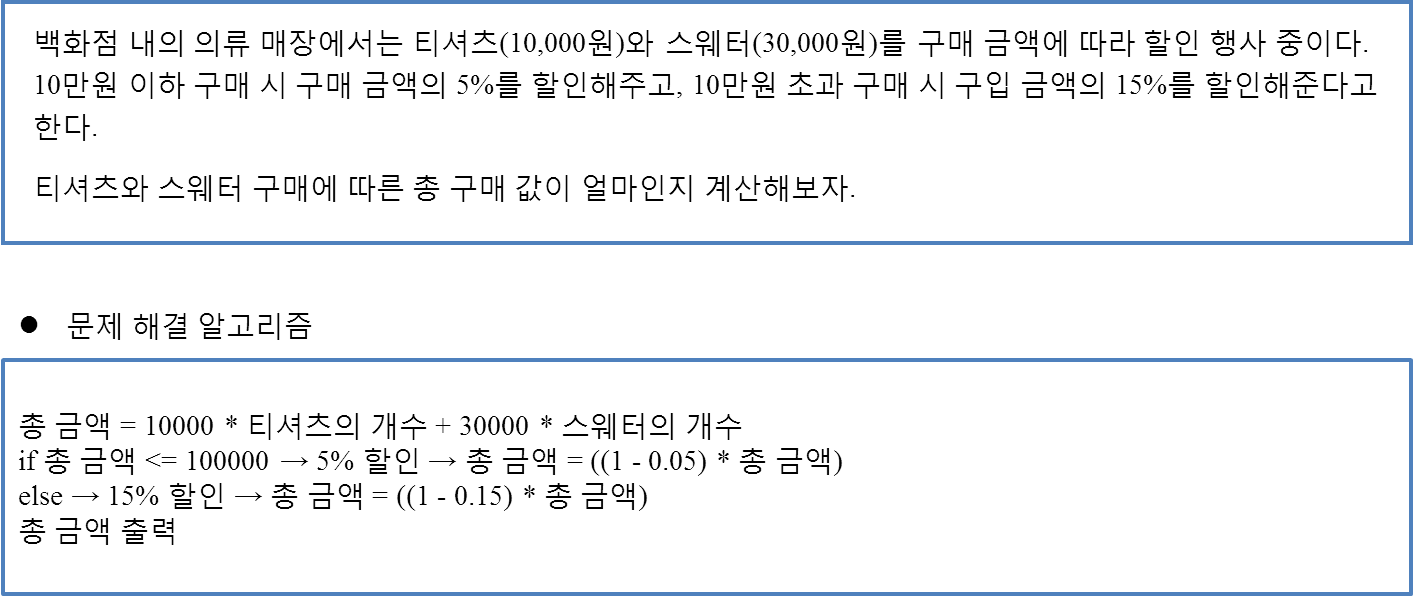 백화점 내의 의류 매장에서는 티셔츠(10,000원)와 스웨터(30,000원)를 구매 금액에 따라 할인 행사 중이다.
10만원 이하 구매 시 구매 금액의 5%를 할인해주고, 10만원 초과 구매 시 구입 금액의 15%를 할인해준다고
한다.
티셔츠와 스웨터 구매에 따른 총 구매 값이 얼마인지 계산해보자.
● 문제 해결 알고리즘
총 금액 = 10000 * 티셔츠의 개수 + 30000 * 스웨터의 개수
if 총 금액 <= 100000 → 5% 할인 → 총 금액 = ((1 - 0.05) * 총 금액)
else → 15% 할인 → 총 금액 = ((1 - 0.15) * 총 금액)
총 금액 출력